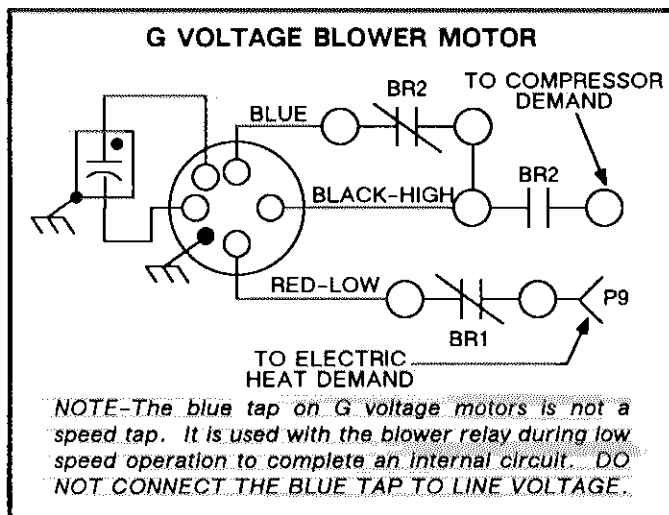 G VOLTAGE BLOWER MOTOR
TO COMPRESSOR
DEMAND
BR2
BLUE
BR2
BLACK-HIGH
RED-LOW
P9
BR1
TO ELECTRIC
HEAT DEMAND
NOTE-The blue tap on G voltage motors is not a
speed tap. It is used with the blower relay during low
speed operation to complete an internal circuit. DO
NOT CONNECT THE BLUE TAP TO LINE VOLTAGE.